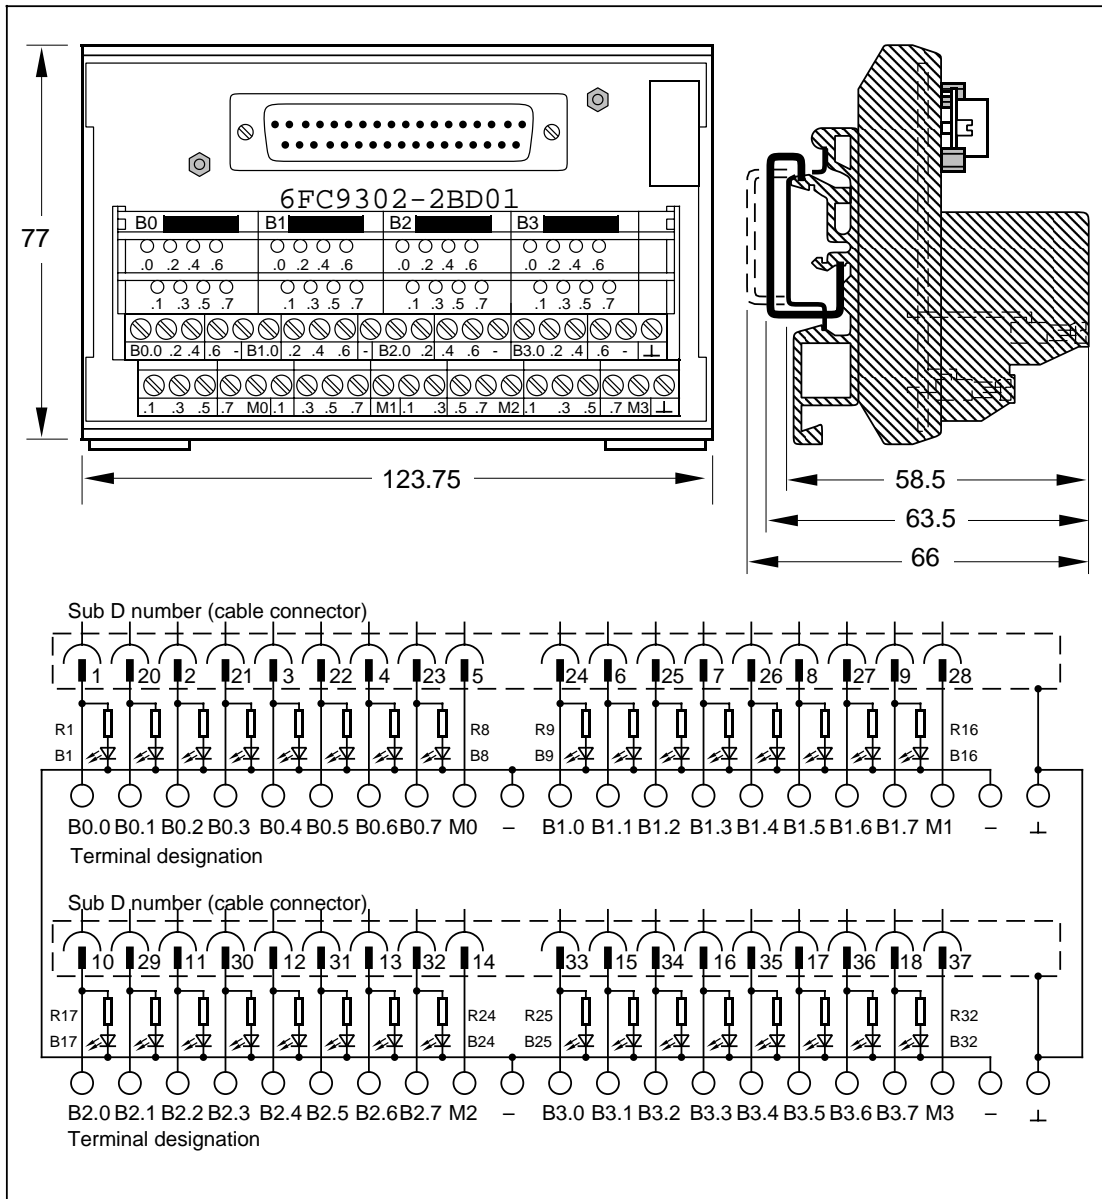 6FC9302-2BD01
B0 B1 B2 B3
.0 .2 .4 .6 .0 .2 .4 .6 .0 .2 .4 .6 .0 .2 .4 .6
77
.1 .3 .5 .7 .1 .3 .5 .7 .1 .3 .5 .7 .1 .3 .5 .7
B0.0 .2 .4 .6 - B1.0 .2 .4 .6 - B2.0 .2 .4 .6 - B3.0 .2 .4 .6 - ⊥
.1 .3 .5 .7 M0 .1 .3 .5 .7 M1 .1 .3 .5 .7 M2 .1 .3 .5 .7 M3 ⊥
123.75
58.5
63.5
66
Sub D number (cable connector)
1 20 2 21 3 22 4 23 5 24 6 25 7 26 8 27 9 28
R1 R8 R9 R16
B1 B8 B9 B16
B0.0 B0.1 B0.2 B0.3 B0.4 B0.5 B0.6 B0.7 M0 – B1.0 B1.1 B1.2 B1.3 B1.4 B1.5 B1.6 B1.7 M1 – ⊥
Terminal designation
Sub D number (cable connector)
10 29 11 30 12 31 13 32 14 33 15 34 16 35 17 36 18 37
R17 R24 R25 R32
B17 B24 B25 B32
B2.0 B2.1 B2.2 B2.3 B2.4 B2.5 B2.6 B2.7 M2 – B3.0 B3.1 B3.2 B3.3 B3.4 B3.5 B3.6 B3.7 M3 – ⊥
Terminal designation